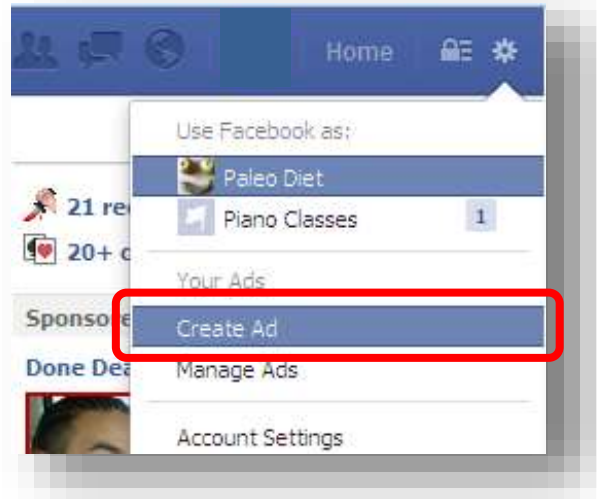 Home
Use Facebook as:
Paleo Diet
21
Piano Classes 1
20+
Your Ads
Create Ad
Done
Manage Ads
Account Settings